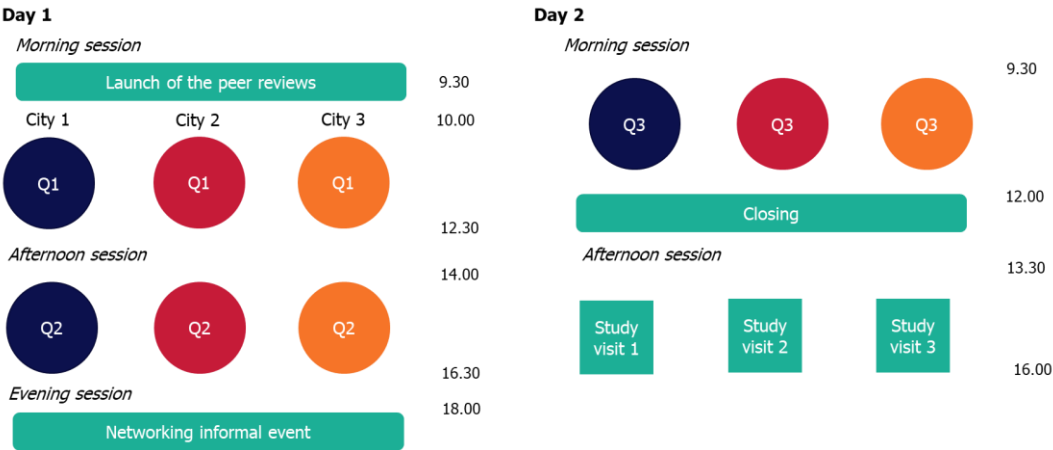 Day 1
Morning session
Launch of the peer reviews
9.30
City 1
City 2
City 3
10.00
Q1
Q1
Q1
12.30
Afternoon session
14.00
Q2
Q2
Q2
16.30
Evening session
18.00
Networking informal event
Day 2
Morning session
9.30
Q3
Q3
Q3
12.00
Closing
Afternoon session
13.30
Study
visit 1
Study
visit 2
Study
visit 3
16.00